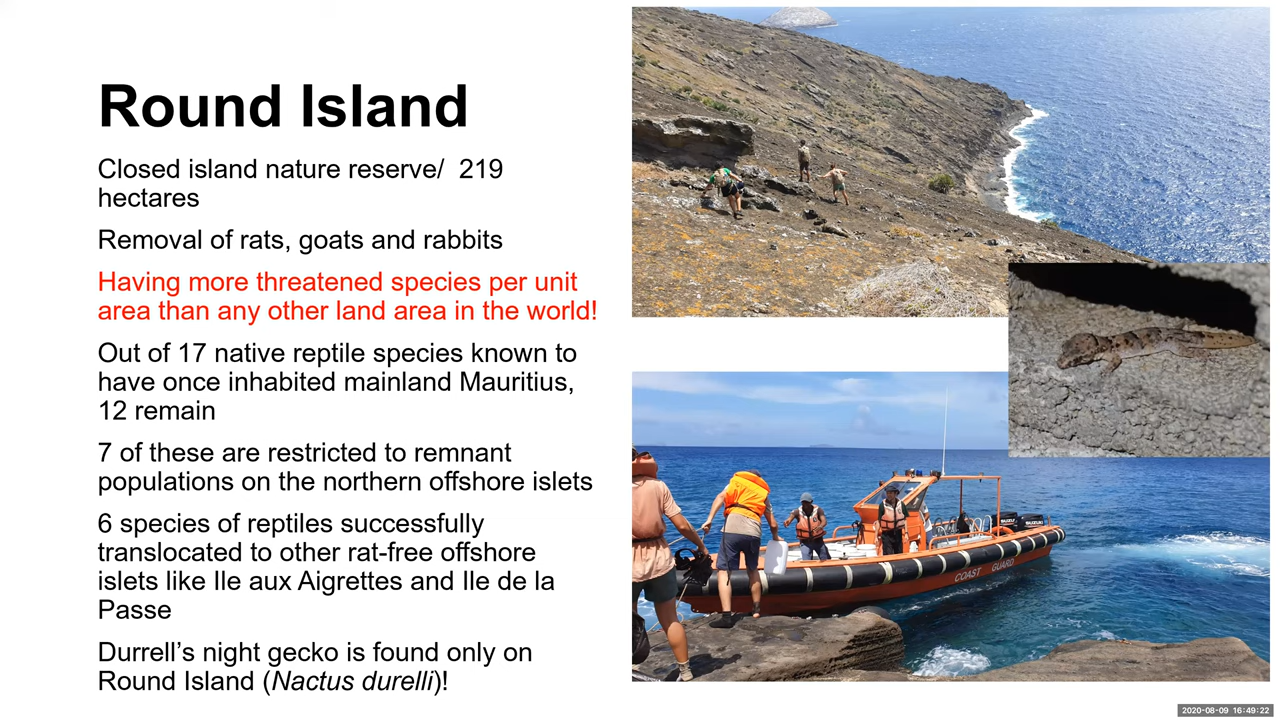 Round Island
Closed island nature reserve/  219
hectares
Removal of rats, goats and rabbits
Having more threatened species per unit
area than any other land area in the world!
Out of 17 native reptile species known to
have once inhabited mainland Mauritius,
12 remain
7 of these are restricted to remnant
populations on the northern offshore islets
6 species of reptiles successfully
translocated to other rat-free offshore
islets like Ile aux Aigrettes and Ile de la
Passe
Durrell’s night gecko is found only on
Round Island (Nactus durelli)!
SUZUKI
SUZUKI
COAST GUARD
2020-08-09 16:49:22